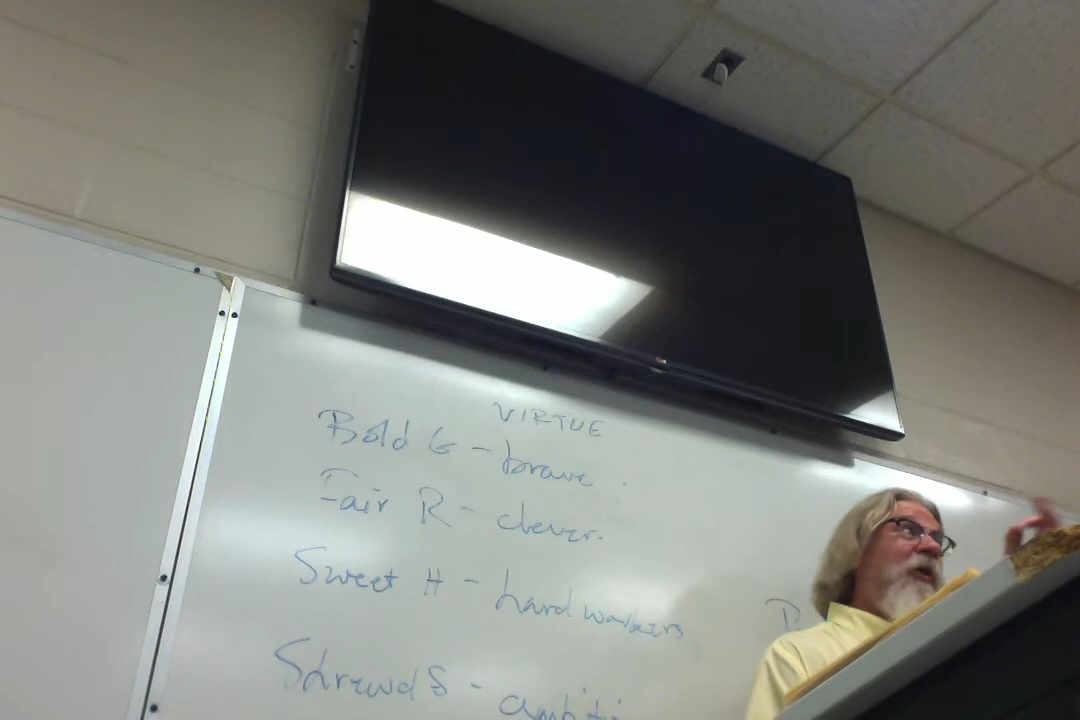 VIRTUE
Bold G - brave.
Fair R - clever.
Sweet H - hard workers
Shrewd S -